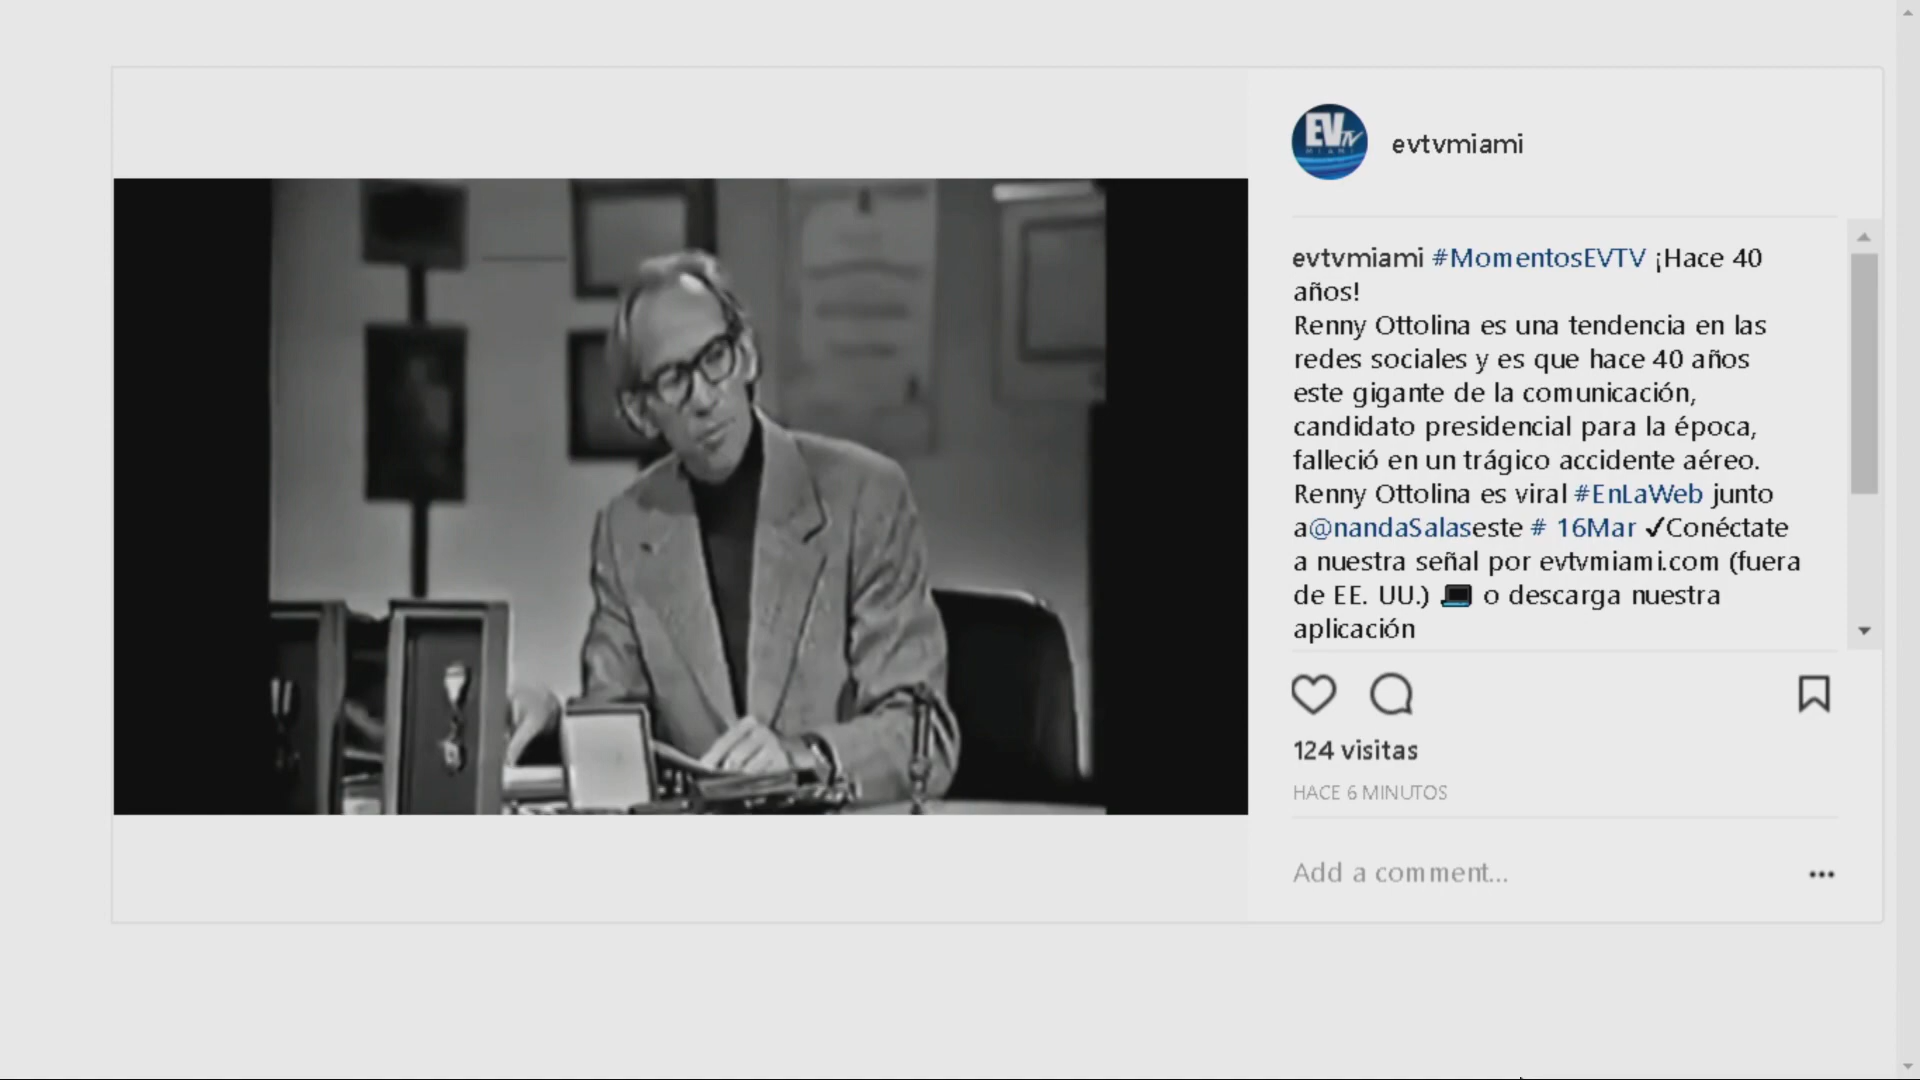 EVTV
MIAMI
evtvmiami
evtvmiami #MomentosEVTV ¡Hace 40
años!
Renny Ottolina es una tendencia en las
redes sociales y es que hace 40 años
este gigante de la comunicación,
candidato presidencial para la época,
falleció en un trágico accidente aéreo.
Renny Ottolina es viral #EnLaWeb junto
a@nandaSalaseste # 16Mar ✓Conéctate
a nuestra señal por evtvmiami.com (fuera
de EE. UU.) 💻 o descarga nuestra
aplicación
124 visitas
HACE 6 MINUTOS
Add a comment...